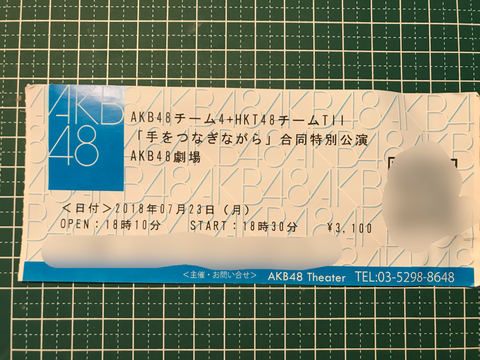 AKB
48
AKB48チーム4+HKT48チームTII
「手をつなぎながら」合同特別公演
AKB48劇場
＜日付＞2018年07月23日（月）
OPEN：18時10分 START：18時30分 ¥3,100
＜主催・お問い合せ＞ AKB48 Theater TEL:03-5298-8648